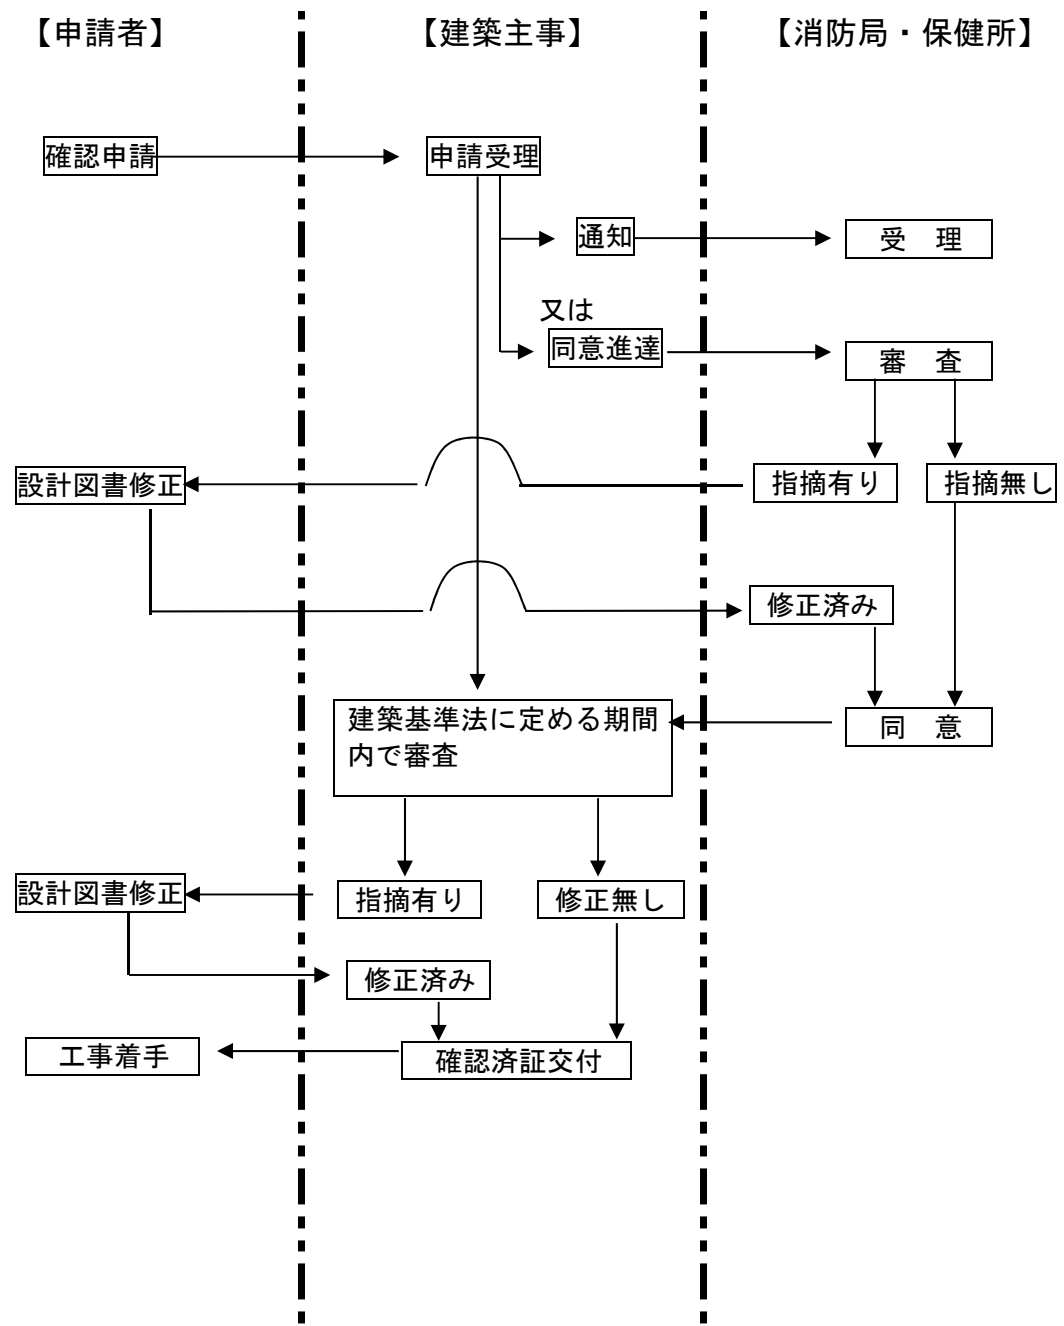 【申請者】
【建築主事】
【消防局・保健所】
確認申請
申請受理
通知
受　理
又は
同意進達
審　査
設計図書修正
指摘有り
指摘無し
修正済み
建築基準法に定める期間
内で審査
同　意
設計図書修正
指摘有り
修正無し
修正済み
工事着手
確認済証交付